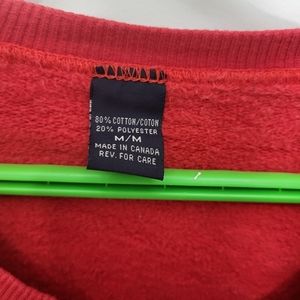 80% COTTON/COTON
20% POLYESTER
M/M
MADE IN CANADA
REV. FOR CARE